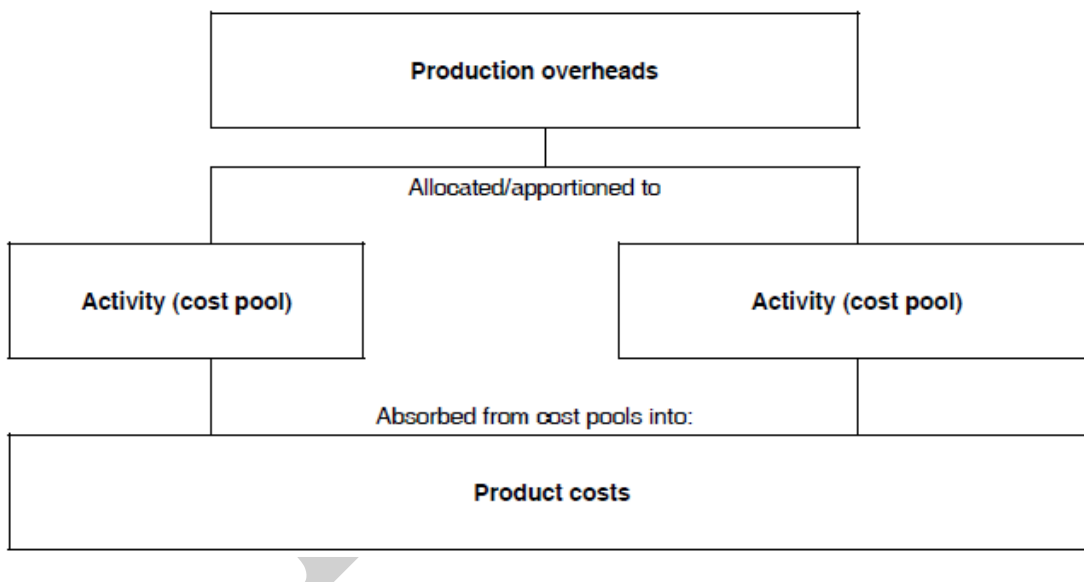 Production overheads
Allocated/apportioned to
Activity (cost pool) Activity (cost pool)
Absorbed from cost pools into:
Product costs